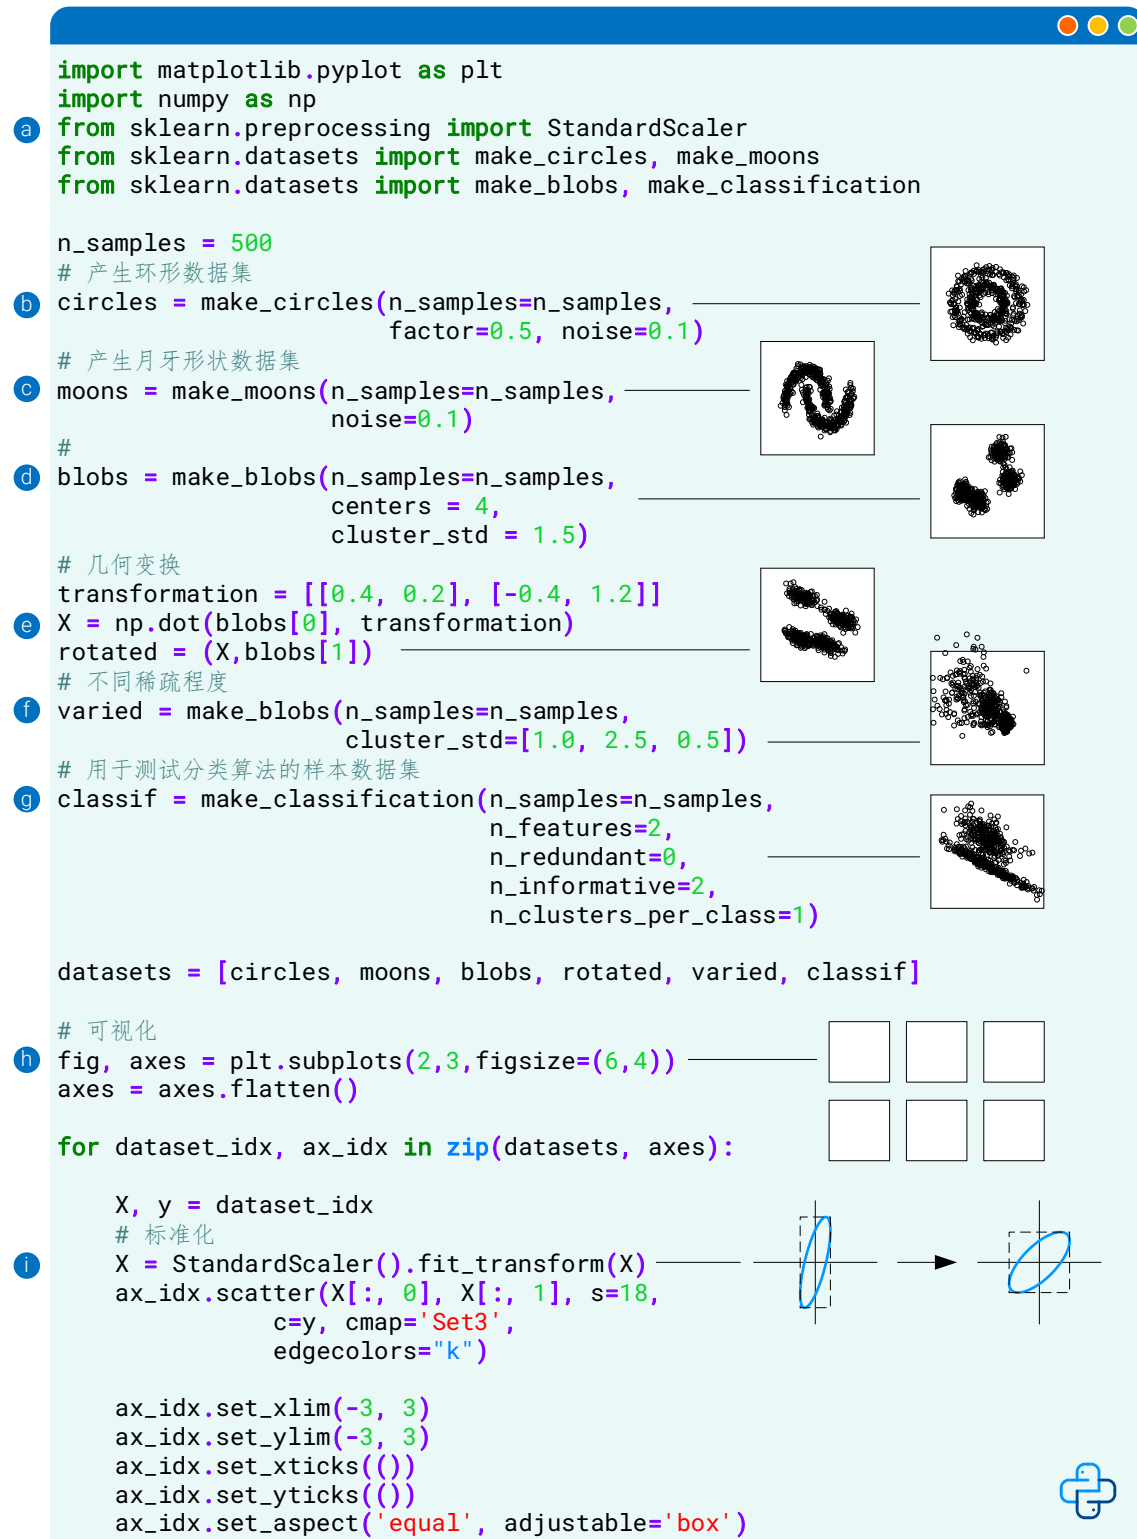 import matplotlib.pyplot as plt
import numpy as np
a from sklearn.preprocessing import StandardScaler
from sklearn.datasets import make_circles, make_moons
from sklearn.datasets import make_blobs, make_classification
n_samples = 500
# 产生环形数据集
b circles = make_circles(n_samples=n_samples,
factor=0.5, noise=0.1)
# 产生月牙形状数据集
c moons = make_moons(n_samples=n_samples,
noise=0.1)
#
d blobs = make_blobs(n_samples=n_samples,
centers = 4,
cluster_std = 1.5)
# 几何变换
transformation = [[0.4, 0.2], [-0.4, 1.2]]
e X = np.dot(blobs[0], transformation)
rotated = (X,blobs[1])
# 不同稀疏程度
f varied = make_blobs(n_samples=n_samples,
cluster_std=[1.0, 2.5, 0.5])
# 用于测试分类算法的样本数据集
g classif = make_classification(n_samples=n_samples,
n_features=2,
n_redundant=0,
n_informative=2,
n_clusters_per_class=1)
datasets = [circles, moons, blobs, rotated, varied, classif]
# 可视化
h fig, axes = plt.subplots(2,3,figsize=(6,4))
axes = axes.flatten()
for dataset_idx, ax_idx in zip(datasets, axes):
X, y = dataset_idx
# 标准化
i X = StandardScaler().fit_transform(X)
ax_idx.scatter(X[:, 0], X[:, 1], s=18,
c=y, cmap='Set3',
edgecolors="k")
ax_idx.set_xlim(-3, 3)
ax_idx.set_ylim(-3, 3)
ax_idx.set_xticks(())
ax_idx.set_yticks(())
ax_idx.set_aspect('equal', adjustable='box')